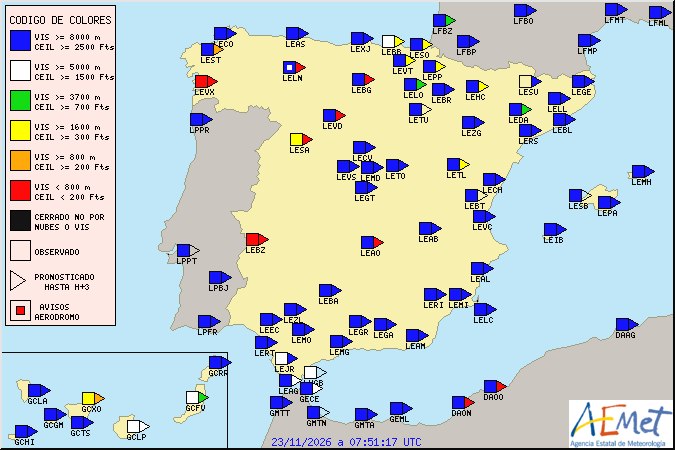 CODIGO DE COLORES
VIS >= 8000 m
CEIL >= 2500 Fts
VIS >= 5000 m
CEIL >= 1500 Fts
VIS >= 3700 m
CEIL >= 700 Fts
VIS >= 1600 m
CEIL >= 300 Fts
VIS >= 800 m
CEIL >= 200 Fts
VIS < 800 m
CEIL < 200 Fts
CERRADO NO POR
NUBES O VIS
OBSERVADO
PRONOSTICADO
HASTA H+3
AVISOS
AERODROMO
LFBO
LFMT
LFML
LFBZ
LFBP
LFMP
LECO
LEAS
LEXJ
LEBB
LESO
LEST
LEVT
LEPP
LELN
LEVX
LEBG
LELO
LEBR
LEHC
LESU
LEGE
LELL
LETU
LEDA
LEBL
LPPR
LEVD
LEZG
LERS
LESA
LECV
LEVS
LEMD
LETO
LETL
LEGT
LECH
LEMH
LEBT
LESB
LEPA
LEVC
LEIB
LEAB
LEBZ
LEAO
LPPT
LEAL
LPBJ
LEBA
LERI
LEMI
LEZL
LELC
LPFR
LEEC
LEMO
LEGR
LEGA
LEAM
DAAG
LERT
LEMG
LEJR
LXGB
GCRR
LEAG
GECE
GCLA
GCXO
GCFV
GMTT
GMTN
GMTA
GEML
DAON
DAOO
GCGM
GCTS
GCLP
GCHI
23/11/2026 a 07:51:17 UTC
AEMet
Agencia Estatal de Meteorología